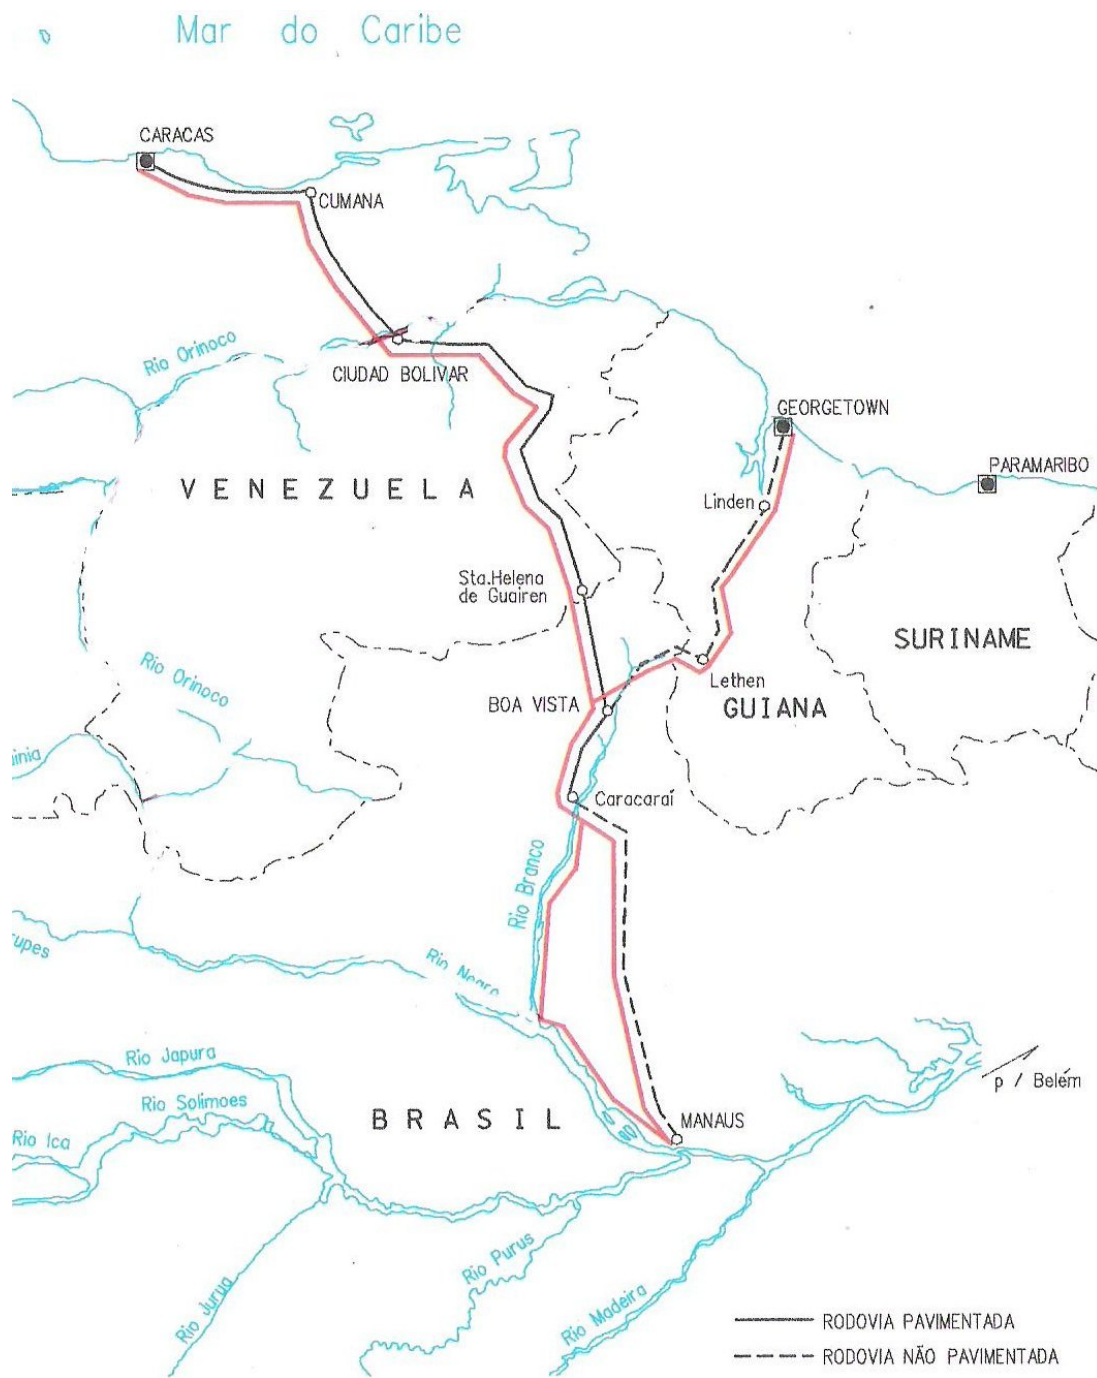 Mar do Caribe
CARACAS
CUMANA
Rio Orinoco
CIUDAD BOLIVAR
GEORGETOWN
PARAMARIBO
VENEZUELA
Linden
Sta.Helena
de Guairen
SURINAME
Rio Orinoco
Lethen
BOA VISTA
GUIANA
Caracaraí
Rio Branco
Rio Negro
Rio Japura
p / Belém
Rio Solimoes
BRASIL
MANAUS
Rio Ica
Rio Purus
Rio Jurua
Rio Madeira
RODOVIA PAVIMENTADA
RODOVIA NÃO PAVIMENTADA